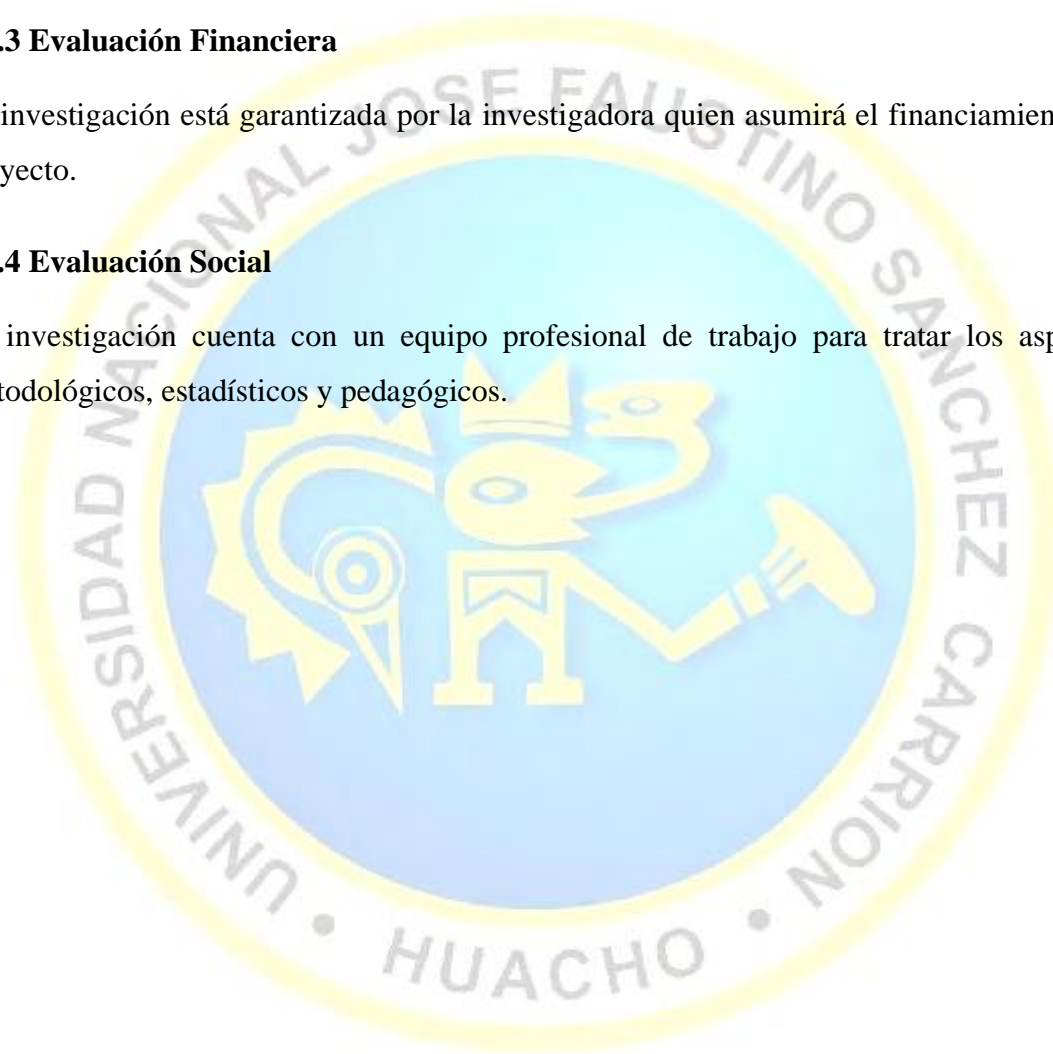 .3 Evaluación Financiera
investigación está garantizada por la investigadora quien asumirá el financiamien
yecto.
.4 Evaluación Social
investigación cuenta con un equipo profesional de trabajo para tratar los asp
todológicos, estadísticos y pedagógicos.
UNIVERSIDAD NACIONAL JOSE FAUSTINO SANCHEZ CARRION • HUACHO •